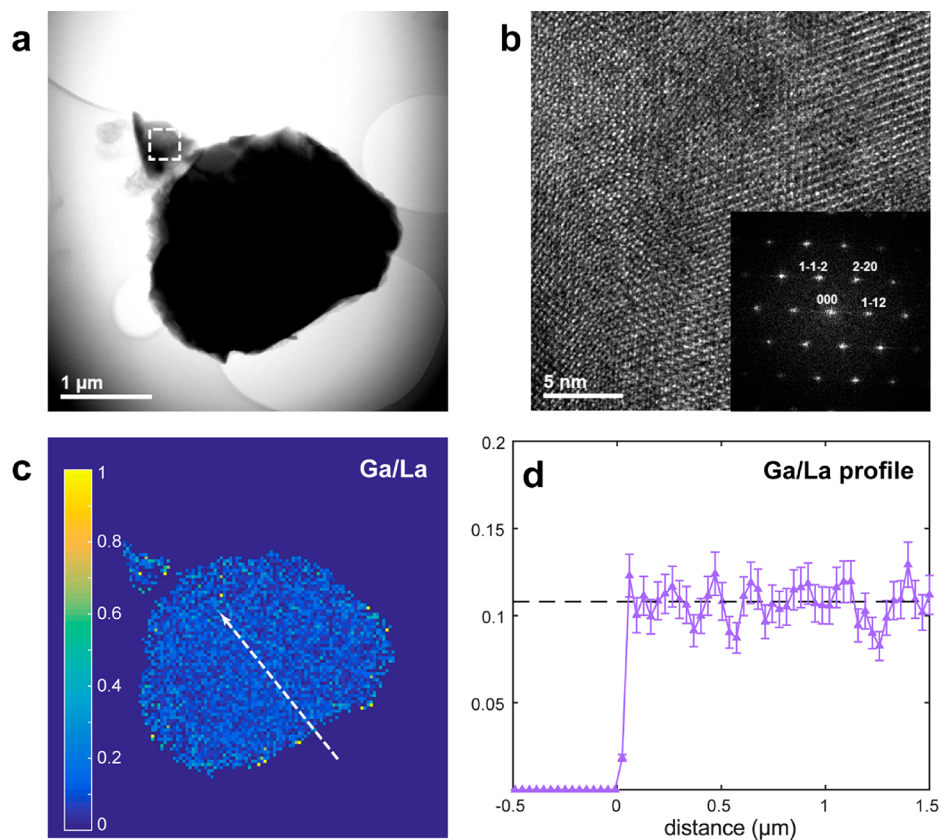 a
1 μm
b
1-1-2
2-20
000
1-12
5 nm
c
Ga/La
1
0.8
0.6
0.4
0.2
0
d
Ga/La profile
0.2
0.15
0.1
0.05
-0.5
0
0.5
1
1.5
distance (μm)